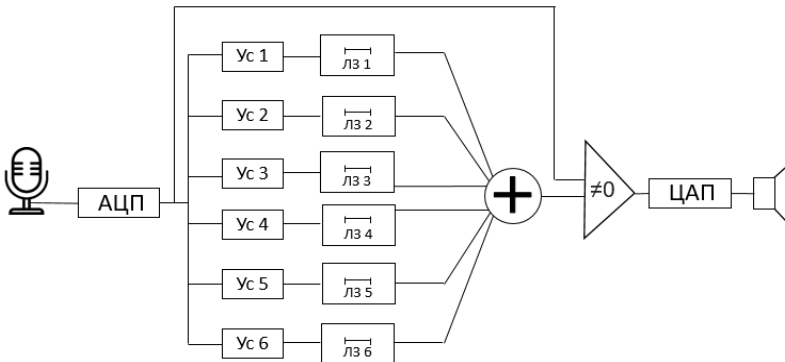 Ус 1
ЛЗ 1
Ус 2
ЛЗ 2
Ус 3
ЛЗ 3
АЦП
Ус 4
ЛЗ 4
≠0
ЦАП
Ус 5
ЛЗ 5
Ус 6
ЛЗ 6